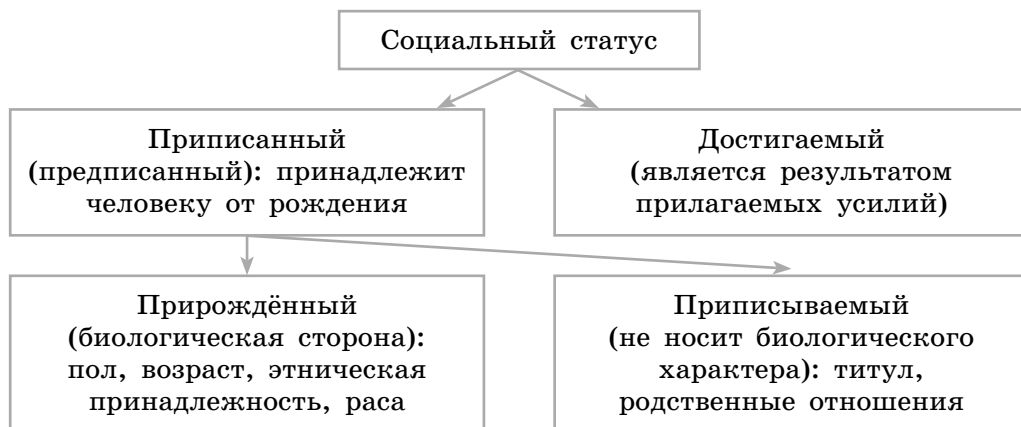 Социальный статус
Приписанный
(предписанный): принадлежит
человеку от рождения
Достигаемый
(является результатом
прилагаемых усилий)
Прирождённый
(биологическая сторона):
пол, возраст, этническая
принадлежность, раса
Приписываемый
(не носит биологического
характера): титул,
родственные отношения